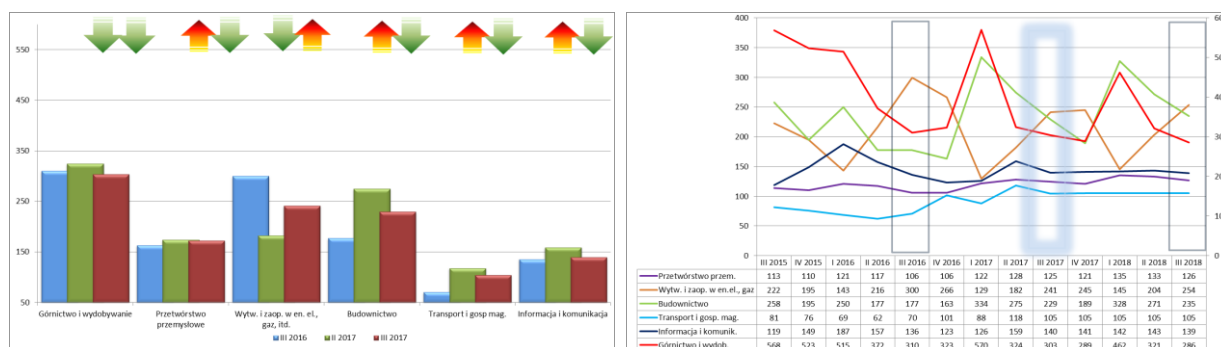 550
450
350
250
150
50
Górnictwo i wydobywanie
Przetwórstwo przemysłowe
Wytw. i zaop. w en. el., gaz, itd.
Budownictwo
Transport i gosp mag.
Informacja i komunikacja
III 2016 II 2017 III 2017
400
350
300
250
200
150
100
50
0
60
50
40
30
20
10
0
III 2015 IV 2015 I 2016 II 2016 III 2016 IV 2016 I 2017 II 2017 III 2017 IV 2017 I 2018 II 2018 III 2018
Przetwórstwo przem. 113 110 121 117 106 106 122 128 125 121 135 133 126
Wytw. i zaop. w en.el., gaz 222 195 143 216 300 266 129 182 241 245 145 204 254
Budownictwo 258 195 250 177 177 163 334 275 229 189 328 271 235
Transport i gosp. mag. 81 76 69 62 70 101 88 118 105 105 105 105 105
Informacja i komunik. 119 149 187 157 136 123 126 159 140 141 142 143 139
Górnictwo i wydob. 568 523 515 372 310 323 570 324 303 289 462 321 286